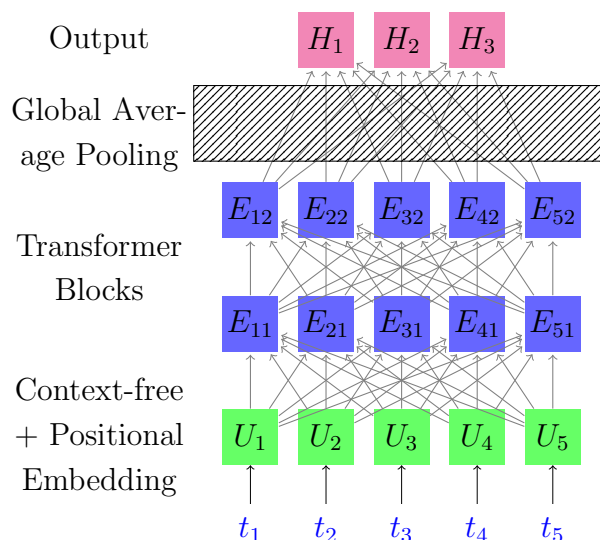 Output
H1 H2 H3
Global Aver-
age Pooling
E12 E22 E32 E42 E52
Transformer
Blocks
E11 E21 E31 E41 E51
Context-free
+ Positional
Embedding
U1 U2 U3 U4 U5
t1 t2 t3 t4 t5